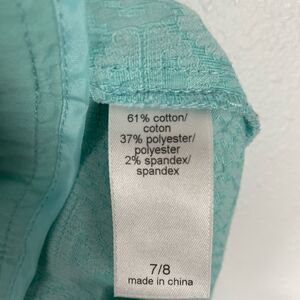 61% cotton/
coton
37% polyester/
polyester
2% spandex/
spandex
7/8
made in china